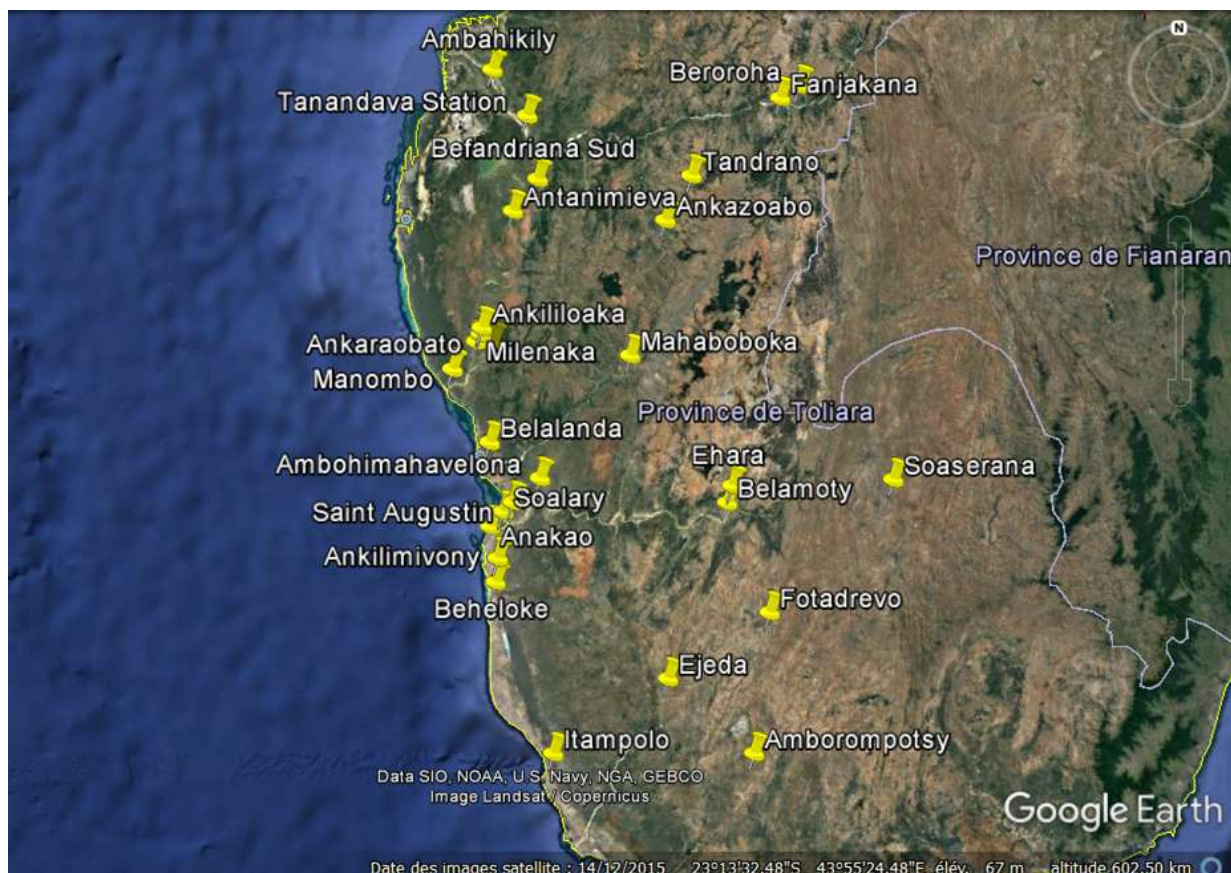 N
Ambahikily
Beroroha
Fanjakana
Tanandava Station
Befandriana Sud
Tandrano
Antanimieva
Ankazoabo
Province de Fianaran
Ankililoaka
Ankaraobato
Milenaka
Mahaboboka
Manombo
Province de Toliara
Belalanda
Ambohimahavelona
Ehara
Soaserana
Belamoty
Soalary
Saint Augustin
Anakao
Ankilimivony
Beheloke
Fotadrevo
Ejeda
Itampolo
Amborompotsy
Data SIO, NOAA, U.S. Navy, NGA, GEBCO
Image Landsat / Copernicus
Google Earth
Date des images satellite : 14/12/2015 23°13'32.48"S 43°55'24.48"E élév. 67 m altitude 602.50 km